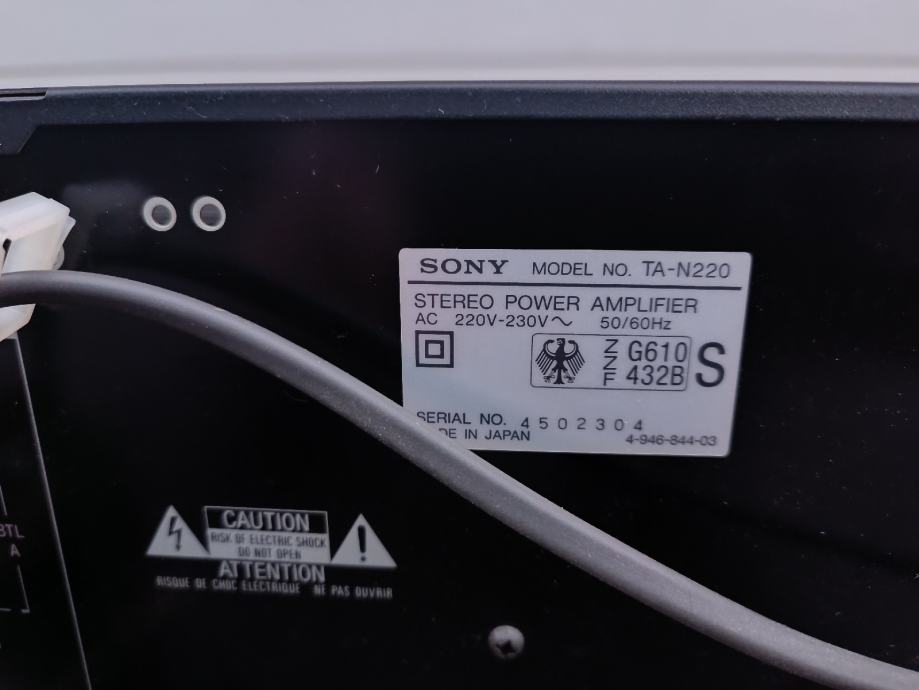 SONY MODEL NO. TA-N220
STEREO POWER AMPLIFIER
AC 220V-230V~ 50/60Hz
ZZF G610 432B S
SERIAL NO. 4502304
DE IN JAPAN 4-946-844-03
BTL
A
CAUTION
RISK OF ELECTRIC SHOCK
DO NOT OPEN
ATTENTION
RISQUE DE CHOC ELECTRIQUE NE PAS OUVRIR